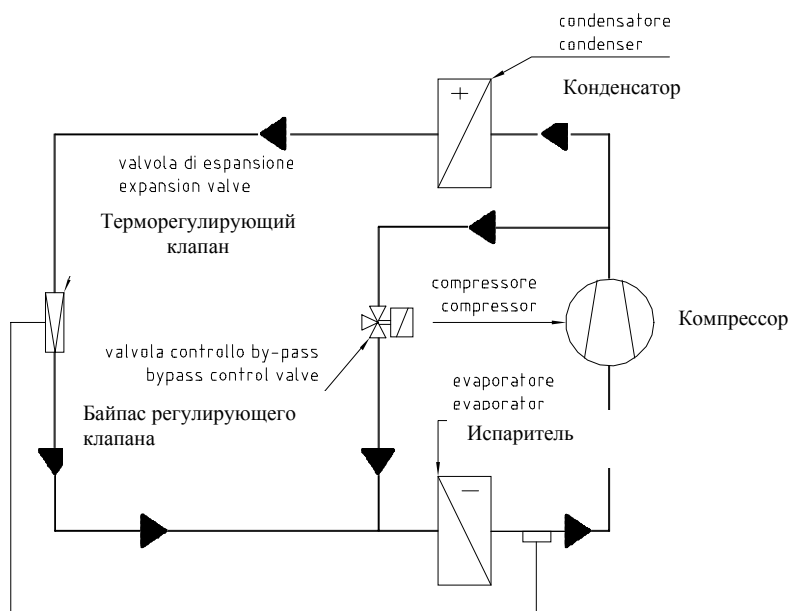 condensatore
condenser
Конденсатор
valvola di espansione
expansion valve
Терморегулирующий
клапан
compressore
compressor
Компрессор
valvola controllo by-pass
bypass control valve
Байпас регулирующего
клапана
evaporatore
evaporator
Испаритель